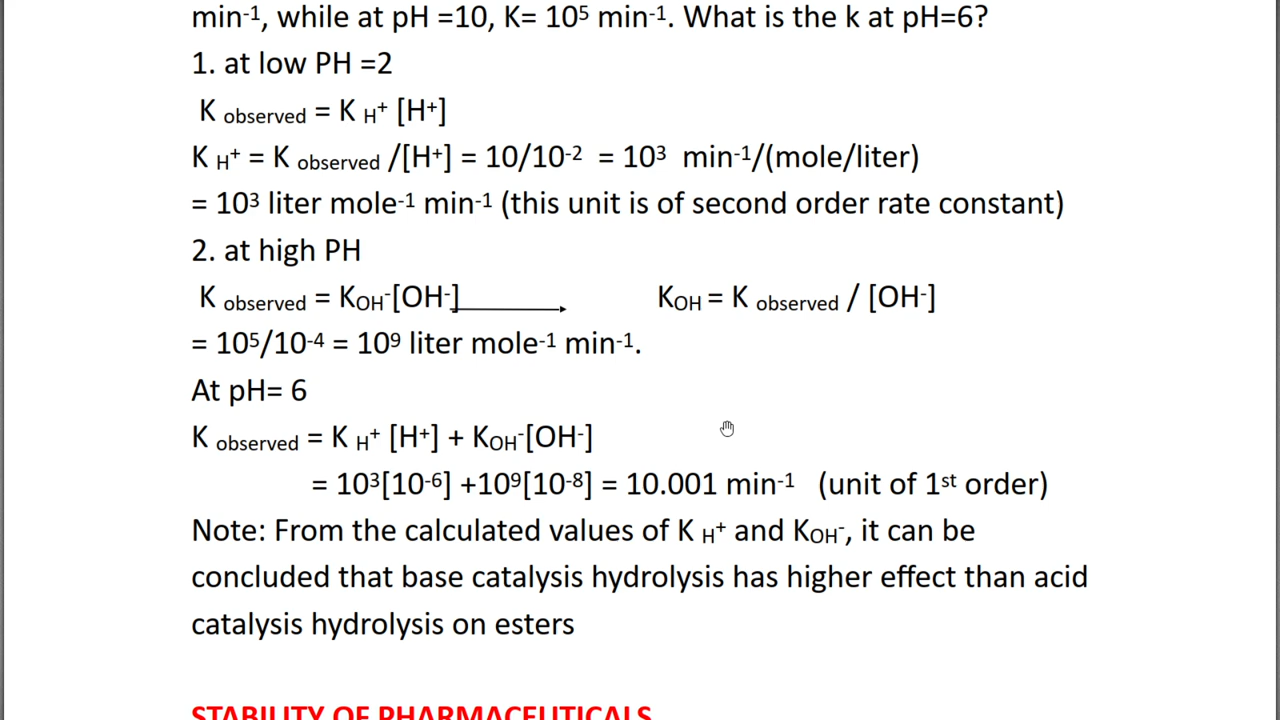 min-1, while at pH =10, K= 10⁵ min-1. What is the k at pH=6?
1. at low PH =2
K observed = K H⁺ [H⁺]
K H⁺ = K observed /[H⁺] = 10/10-2 = 10³ min-1/(mole/liter)
= 10³ liter mole-1 min-1 (this unit is of second order rate constant)
2. at high PH
K observed = KOH-[OH-] KOH = K observed / [OH-]
= 10⁵/10-4 = 10⁹ liter mole-1 min-1.
At pH= 6
K observed = K H⁺ [H⁺] + KOH-[OH-]
= 10³[10-6] +10⁹[10-8] = 10.001 min-1 (unit of 1st order)
Note: From the calculated values of K H⁺ and KOH-, it can be
concluded that base catalysis hydrolysis has higher effect than acid
catalysis hydrolysis on esters
STABILITY OF PHARMACEUTICALS